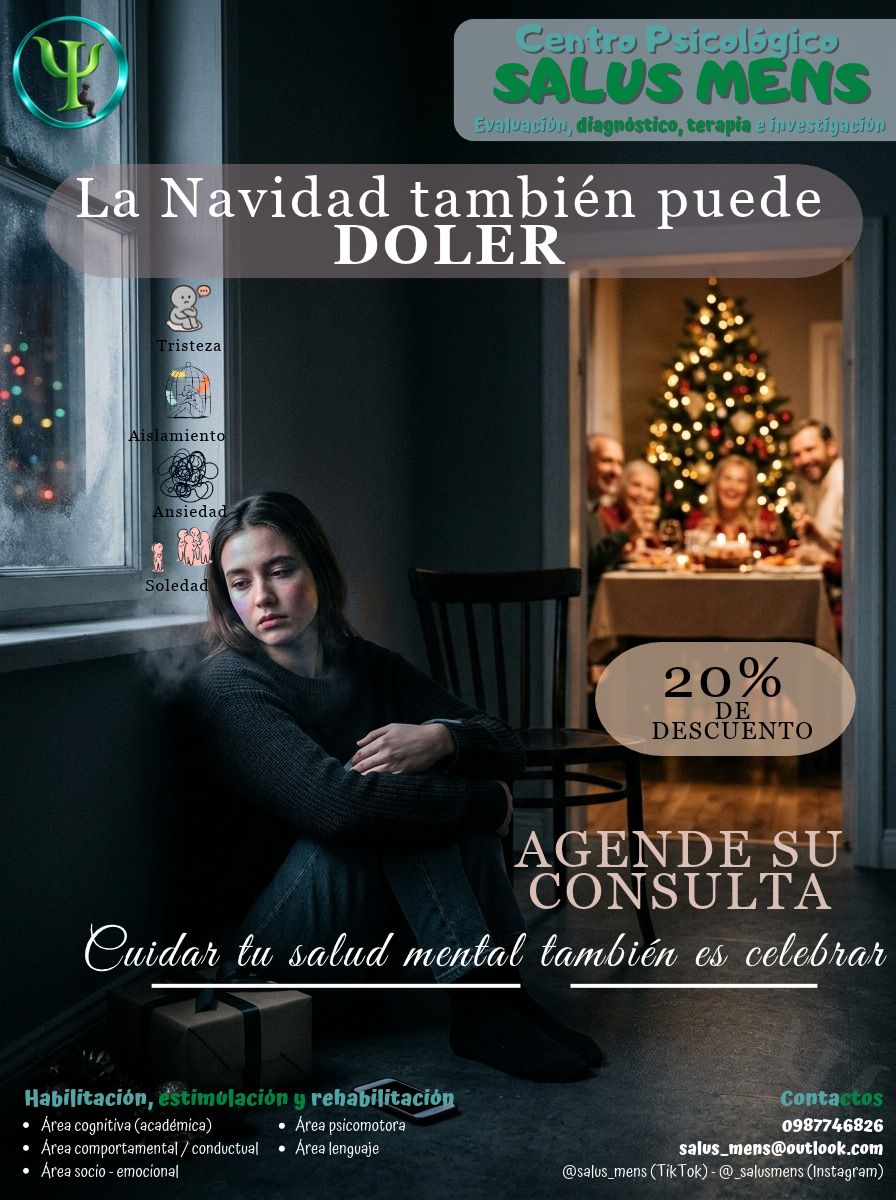 Centro Psicológico
SALUS MENS
Evaluación, diagnóstico, terapia e investigación
La Navidad también puede
DOLER
Tristeza
Aislamiento
Ansiedad
Soledad
20%
DE
DESCUENTO
AGENDE SU
CONSULTA
Cuidar tu salud mental también es celebrar
Habilitación, estimulación y rehabilitación
• Área cognitiva (académica)
• Área comportamental / conductual
• Área socio - emocional
• Área psicomotora
• Área lenguaje
Contactos
0987746826
salus_mens@outlook.com
@salus_mens (TikTok) - @_salusmens (Instagram)